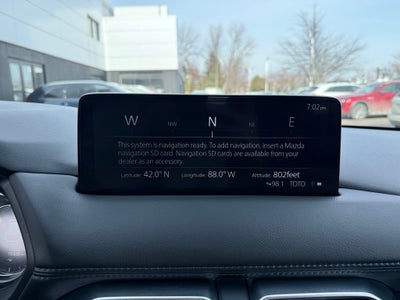 7:02pm
W NW N NE E
This system is navigation ready. To add navigation, insert a Mazda
navigation SD card. Navigation SD cards are available from your
dealer as an accessory.
Latitude: 42.0° N Longitude: 88.0° W Altitude: 802feet
98.1 TOTO